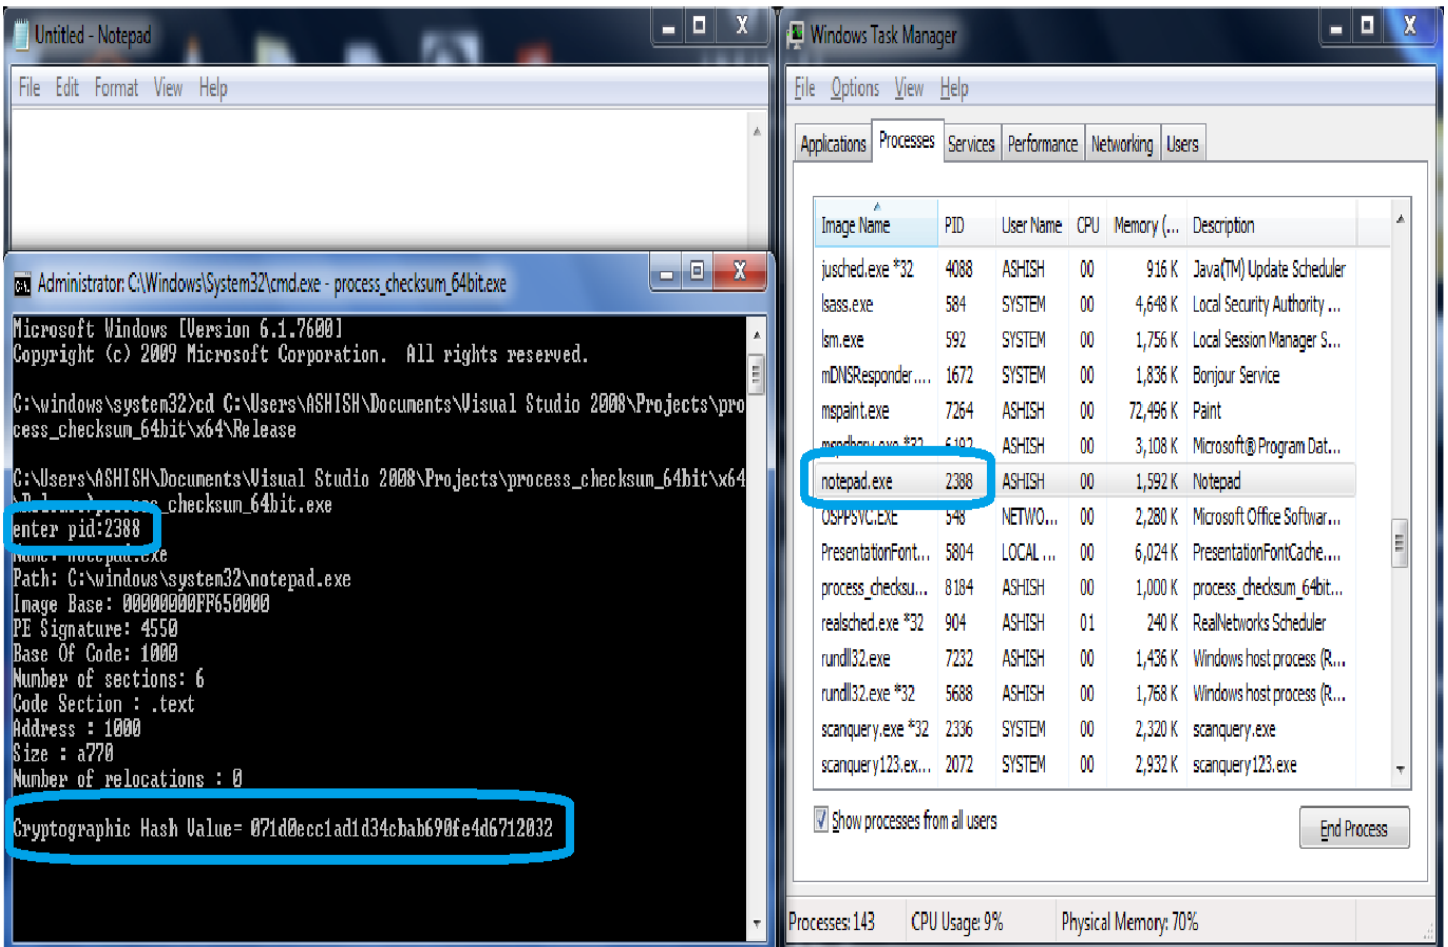 Untitled - Notepad
File Edit Format View Help
Administrator: C:\Windows\System32\cmd.exe - process_checksum_64bit.exe
Microsoft Windows [Version 6.1.7600]
Copyright (c) 2009 Microsoft Corporation.  All rights reserved.
C:\windows\system32>cd C:\Users\ASHISH\Documents\Visual Studio 2008\Projects\pro
cess_checksum_64bit\x64\Release
C:\Users\ASHISH\Documents\Visual Studio 2008\Projects\process_checksum_64bit\x64
\Release>process_checksum_64bit.exe
enter pid:2388
Name: notepad.exe
Path: C:\windows\system32\notepad.exe
Image Base: 00000000FF650000
PE Signature: 4550
Base Of Code: 1000
Number of sections: 6
Code Section : .text
Address : 1000
Size : a770
Number of relocations : 0
Cryptographic Hash Value= 071d0ecc1ad1d34cbab690fe4d6712032
Windows Task Manager
File Options View Help
Applications Processes Services Performance Networking Users
Image Name PID User Name CPU Memory (... Description
jusched.exe *32 4088 ASHISH 00 916 K Java(TM) Update Scheduler
lsass.exe 584 SYSTEM 00 4,648 K Local Security Authority ...
lsm.exe 592 SYSTEM 00 1,756 K Local Session Manager S...
mDNSResponder.... 1672 SYSTEM 00 1,836 K Bonjour Service
mspaint.exe 7264 ASHISH 00 72,496 K Paint
mspdbsrv.exe *32 6192 ASHISH 00 3,108 K Microsoft® Program Dat...
notepad.exe 2388 ASHISH 00 1,592 K Notepad
OSPPSVC.EXE 548 NETWO... 00 2,280 K Microsoft Office Softwar...
PresentationFont... 5804 LOCAL ... 00 6,024 K PresentationFontCache....
process_checksu... 8184 ASHISH 00 1,000 K process_checksum_64bit...
realsched.exe *32 904 ASHISH 01 240 K RealNetworks Scheduler
rundll32.exe 7232 ASHISH 00 1,436 K Windows host process (R...
rundll32.exe *32 5688 ASHISH 00 1,768 K Windows host process (R...
scanquery.exe *32 2336 SYSTEM 00 2,320 K scanquery.exe
scanquery123.ex... 2072 SYSTEM 00 2,932 K scanquery123.exe
Show processes from all users
End Process
Processes: 143 CPU Usage: 9% Physical Memory: 70%